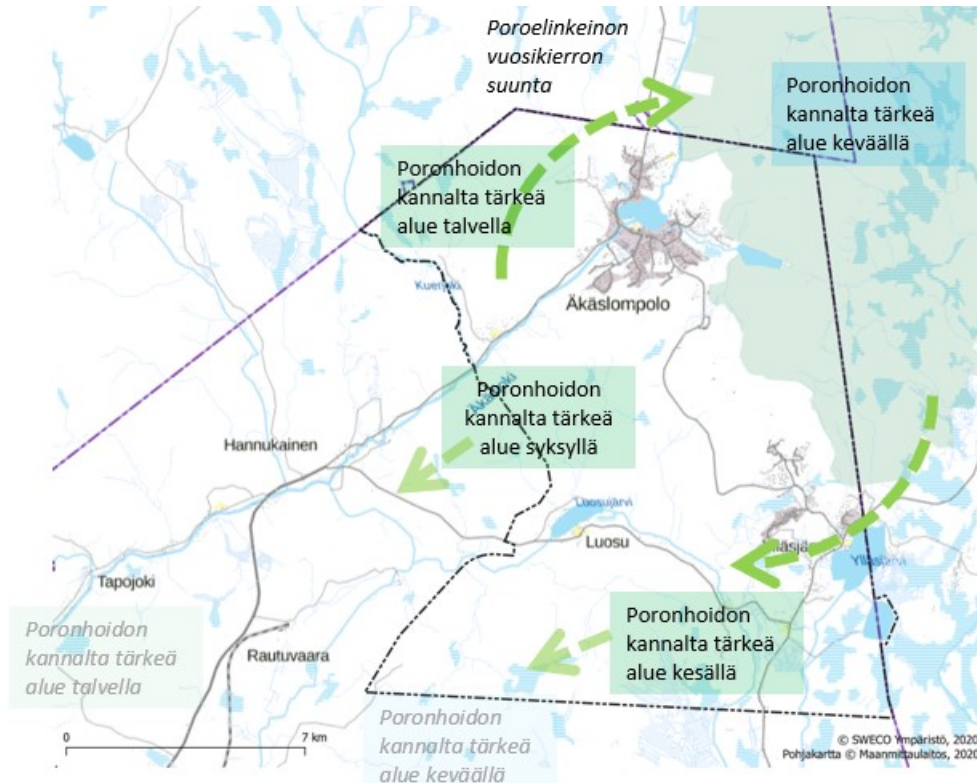 Poroelinkeinon
vuosikierron
suunta
Poronhoidon
kannalta tärkeä
alue keväällä
Poronhoidon
kannalta tärkeä
alue talvella
Kuerjoki
Äkäslompolo
Poronhoidon
kannalta tärkeä
alue syksyllä
Hannukainen
Luosujärvi
Luosu
Ylläsjärvi
Tapojoki
Poronhoidon
kannalta tärkeä
alue kesällä
Poronhoidon
kannalta tärkeä
alue talvella
Rautuvaara
Poronhoidon
kannalta tärkeä
alue keväällä
0 7 km
© SWECO Ympäristö, 2020
Pohjakartta © Maanmittauslaitos, 2020